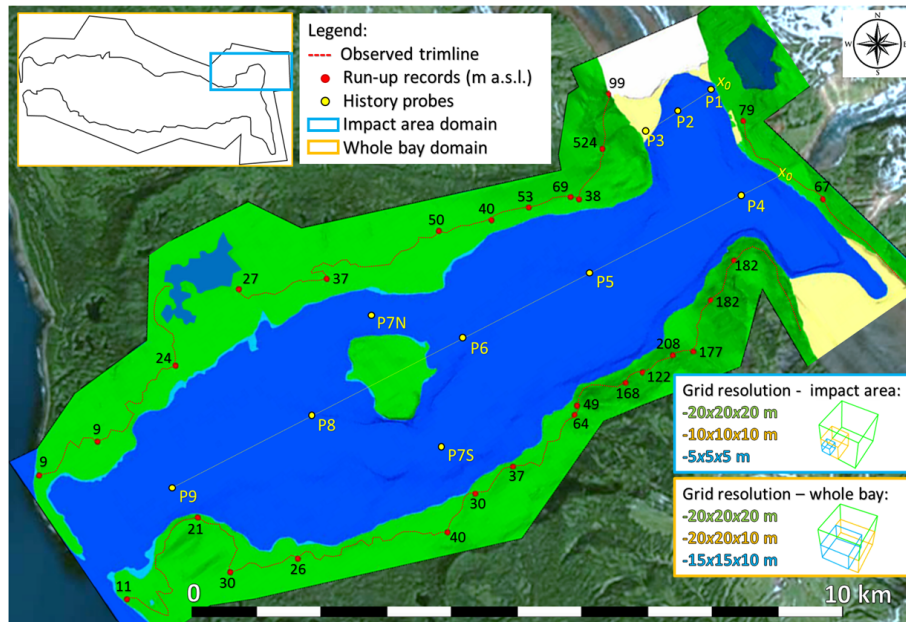 Legend:
Observed trimline
Run-up records (m a.s.l.)
History probes
Impact area domain
Whole bay domain
N
W E
S
99
x₀
P1
P2
79
P3
524
x₀
69
38
67
P4
53
40
50
182
27
37
P5
182
P7N
P6
24
208
177
122
168
49
64
P8
9
P7S
9
37
P9
30
21
40
26
30
11
Grid resolution - impact area
-20x20x20 m
-10x10x10 m
-5x5x5 m
Grid resolution – whole bay:
-20x20x20 m
-20x20x10 m
-15x15x10 m
0
10 km